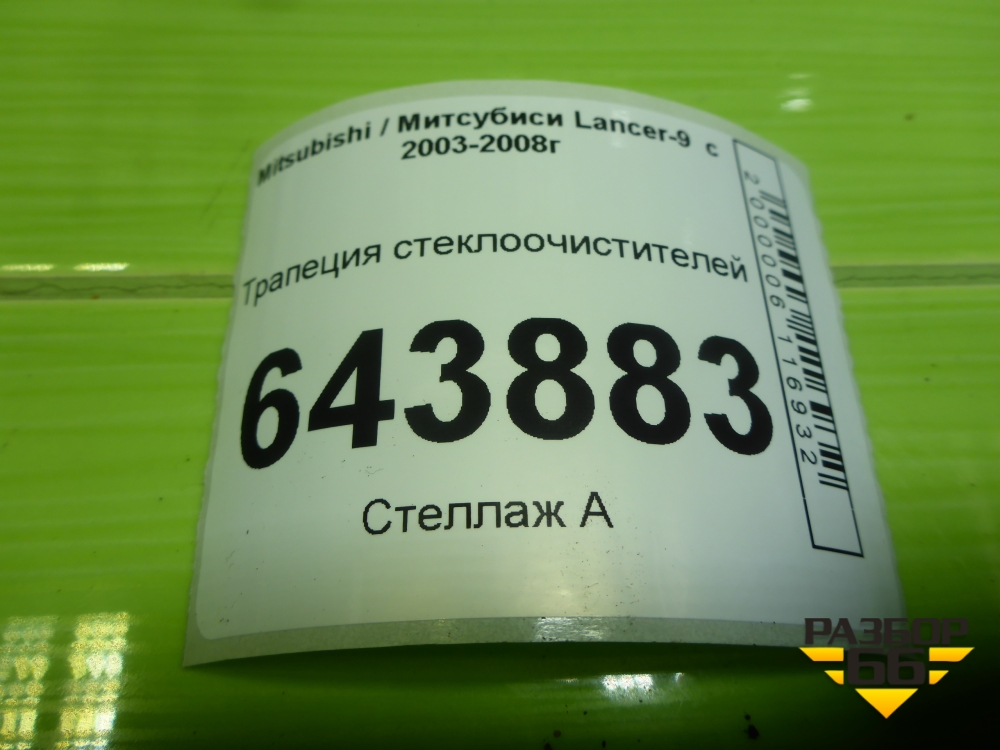 Mitsubishi / Митсубиси Lancer-9 с
2003-2008г
Трапеция стеклоочистителей
643883
Стеллаж А
2000006116932
РАЗБОР
66